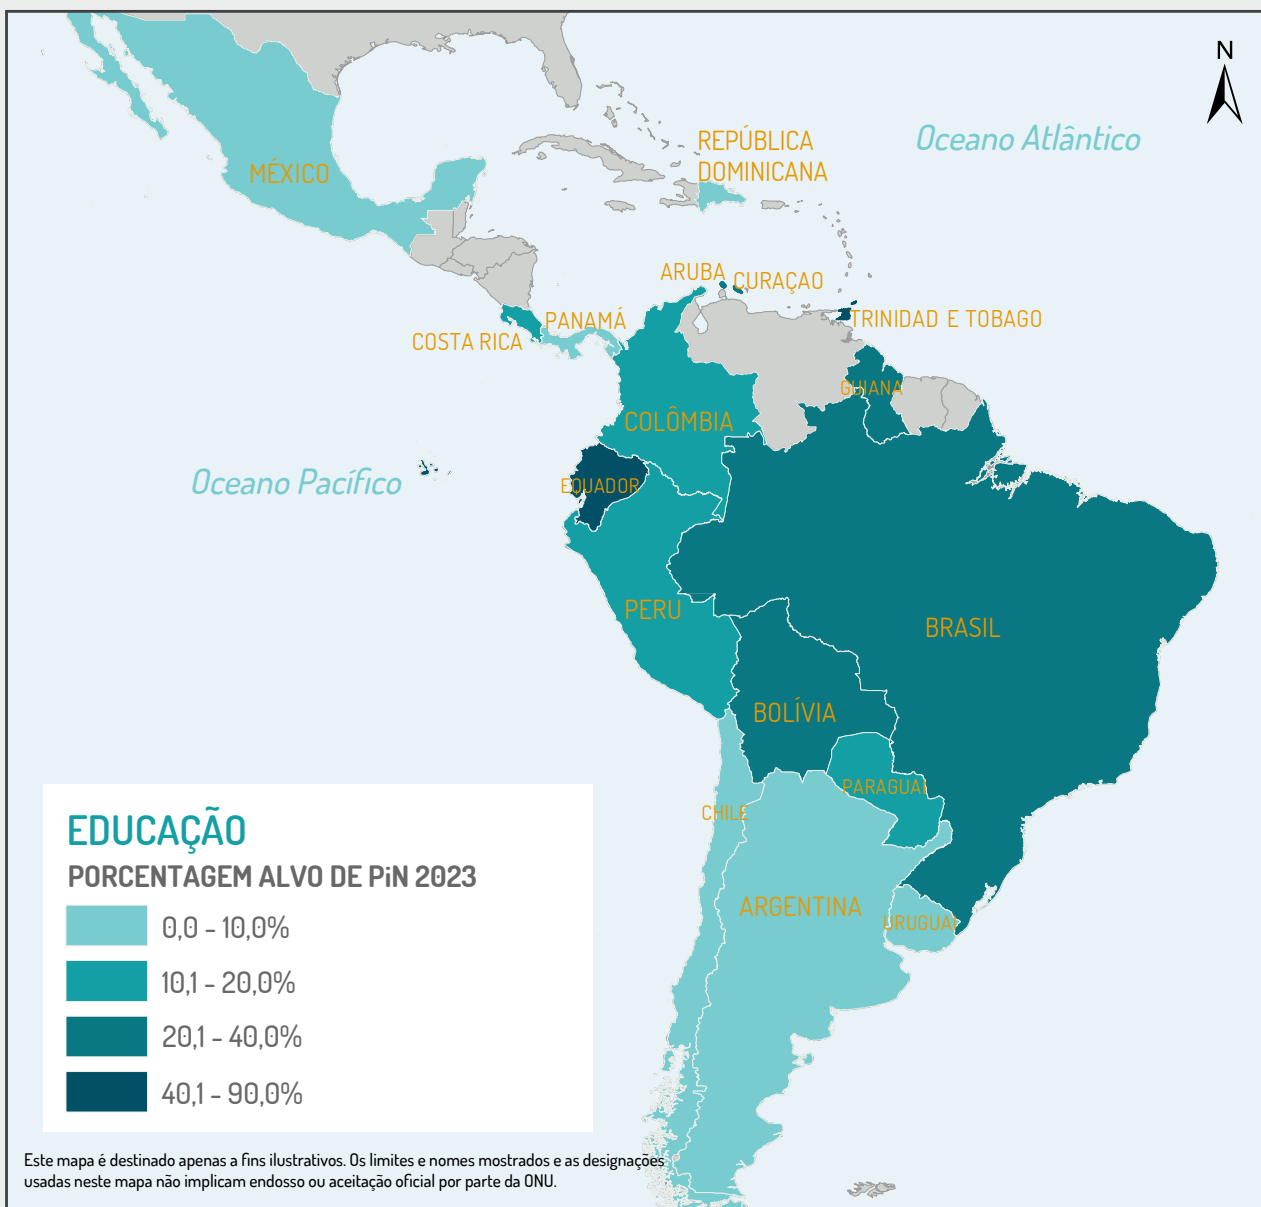 N
Oceano Atlântico
REPÚBLICA
DOMINICANA
MÉXICO
ARUBA
CURAÇAO
PANAMÁ
TRINIDAD E TOBAGO
COSTA RICA
GUIANA
COLÔMBIA
Oceano Pacífico
EQUADOR
PERU
BRASIL
BOLÍVIA
PARAGUAI
CHILE
ARGENTINA
URUGUAI
EDUCAÇÃO
PORCENTAGEM ALVO DE PiN 2023
0,0 - 10,0%
10,1 - 20,0%
20,1 - 40,0%
40,1 - 90,0%
Este mapa é destinado apenas a fins ilustrativos. Os limites e nomes mostrados e as designações
usadas neste mapa não implicam endosso ou aceitação oficial por parte da ONU.